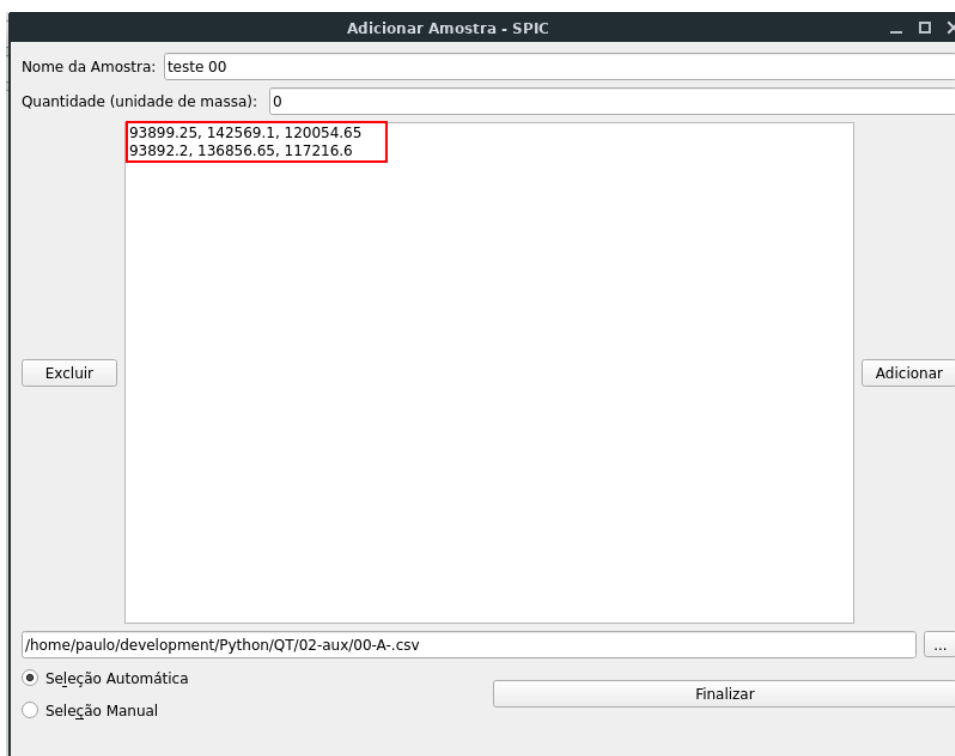 Adicionar Amostra - SPIC
Nome da Amostra: teste 00
Quantidade (unidade de massa): 0
93899.25, 142569.1, 120054.65
93892.2, 136856.65, 117216.6
Excluir
Adicionar
/home/paulo/development/Python/QT/02-aux/00-A-.csv
...
Seleção Automática
Seleção Manual
Finalizar